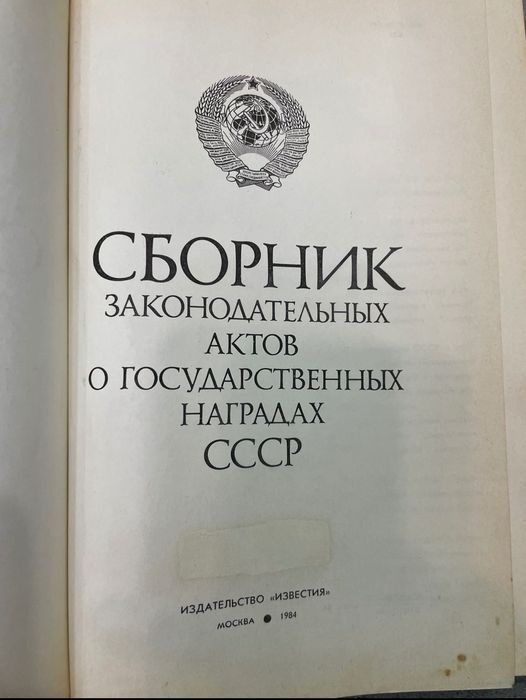 СБОРНИК
ЗАКОНОДАТЕЛЬНЫХ
АКТОВ
О ГОСУДАРСТВЕННЫХ
НАГРАДАХ
СССР
ИЗДАТЕЛЬСТВО «ИЗВЕСТИЯ»
МОСКВА ● 1984